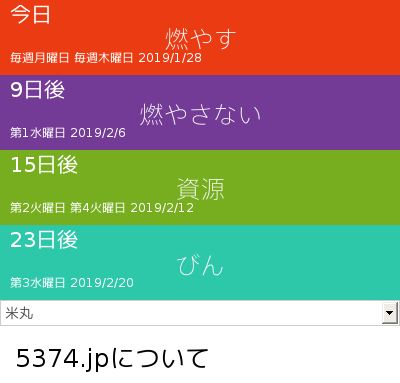 今日
燃やす
毎週月曜日 毎週木曜日 2019/1/28
9日後
燃やさない
第1水曜日 2019/2/6
15日後
資源
第2火曜日 第4火曜日 2019/2/12
23日後
びん
第3水曜日 2019/2/20
米丸
5374.jpについて